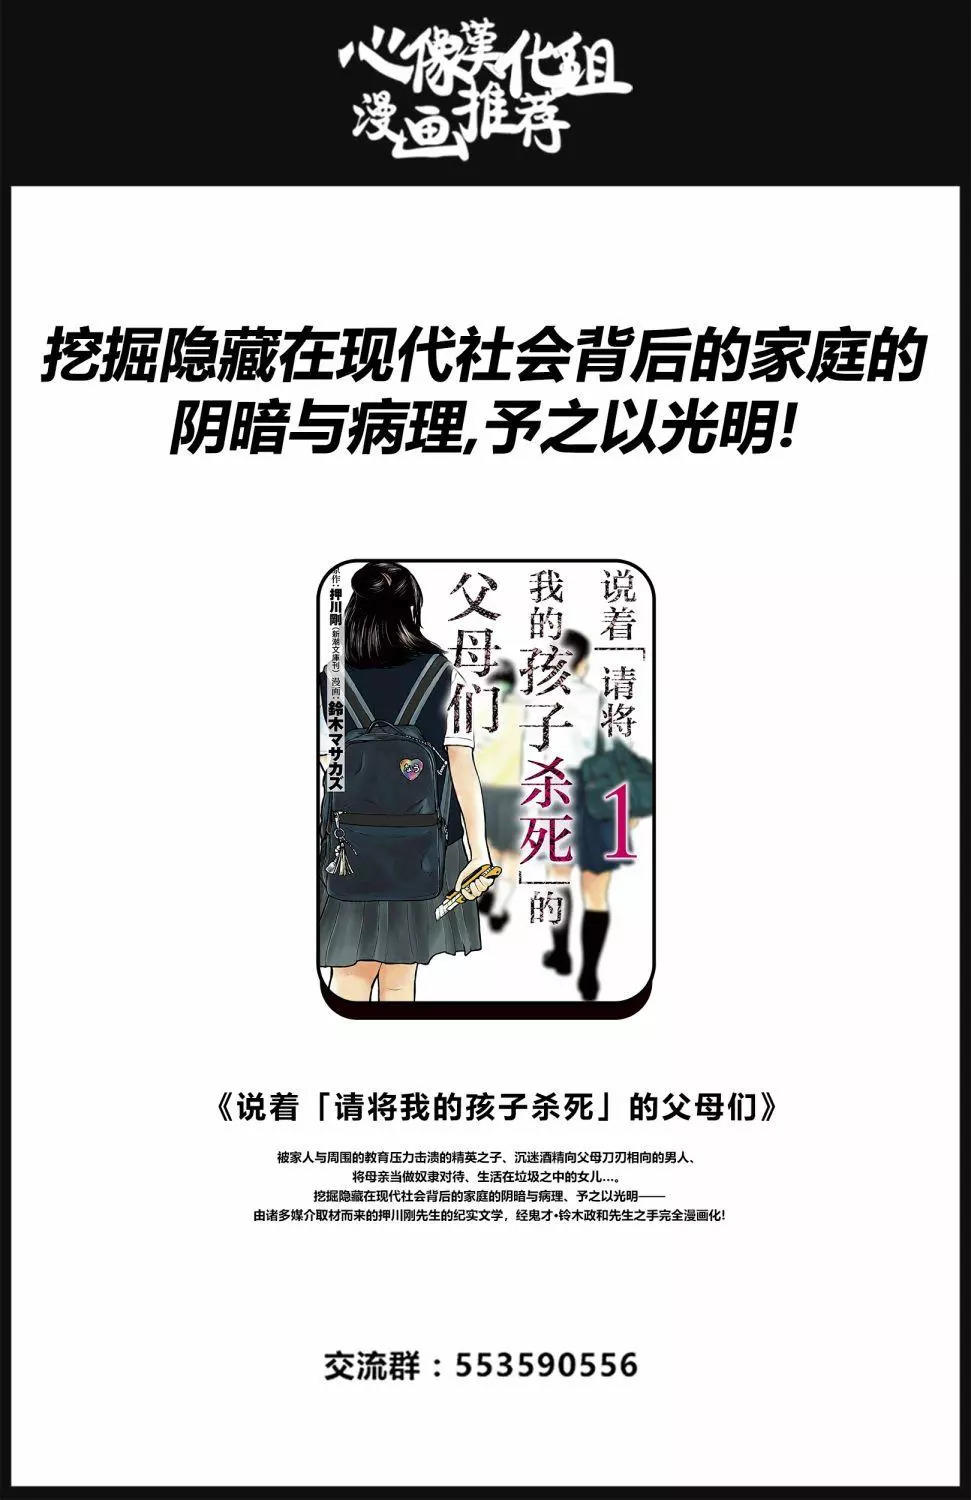 心像漢化组
漫画推荐
挖掘隐藏在现代社会背后的家庭的
阴暗与病理,予之以光明!
说着「请将
我的孩子杀死」的
父母们
1
原作:押川剛(新潮文庫刊) 漫画:鈴木マサカズ
《说着「请将我的孩子杀死」的父母们》
被家人与周围的教育压力击溃的精英之子、沉迷酒精向父母刀刃相向的男人、
将母亲当做奴隶对待、生活在垃圾之中的女儿…。
挖掘隐藏在现代社会背后的家庭的阴暗与病理、予之以光明——
由诸多媒介取材而来的押川刚先生的纪实文学，经鬼才•铃木政和先生之手完全漫画化!
交流群：553590556